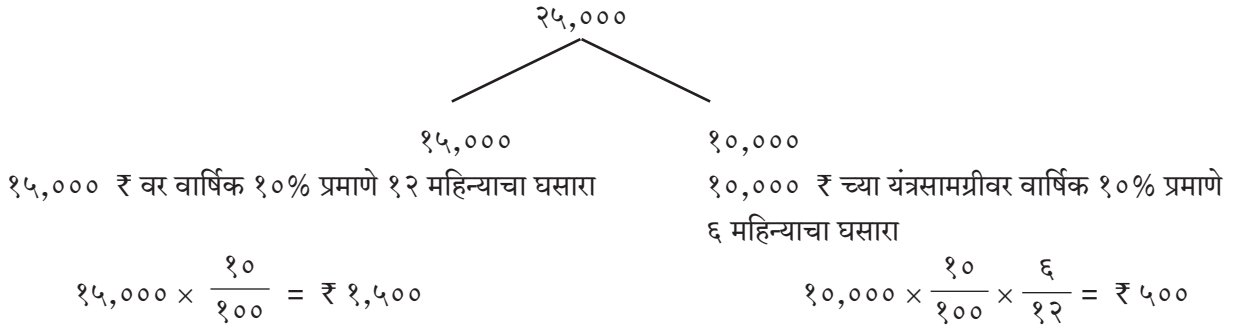 २५,०००
१५,०००
१०,०००
१५,००० ₹ वर वार्षिक १०% प्रमाणे १२ महिन्याचा घसारा
१०,००० ₹ च्या यंत्रसामग्रीवर वार्षिक १०% प्रमाणे
६ महिन्याचा घसारा
१५,००० × १०/१०० = ₹ १,५००
१०,००० × १०/१०० × ६/१२ = ₹ ५००